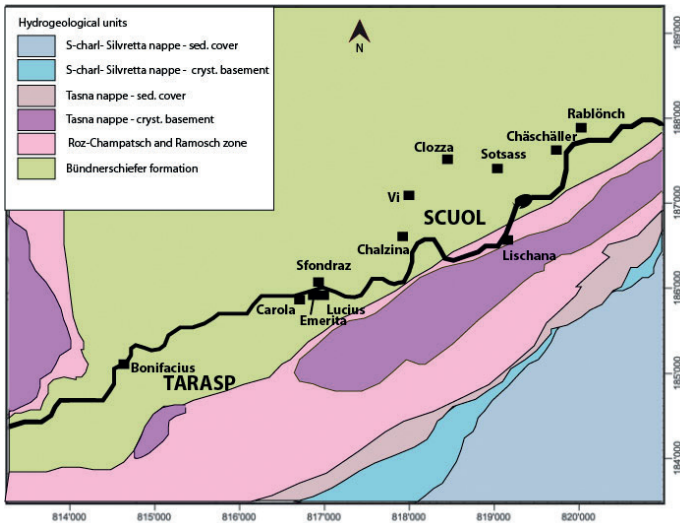 Hydrogeological units
S-charl- Silvretta nappe - sed. cover
S-charl- Silvretta nappe - cryst. basement
Tasna nappe - sed. cover
Tasna nappe - cryst. basement
Roz-Champatsch and Ramosch zone
Bündnerschiefer formation
N
189'000
Rablönch
188'000
Chäschäller
Clozza
Sotsass
Vi
187'000
SCUOL
Chalzina
Lischana
Sfondraz
186'000
Carola
Lucius
Emerita
Bonifacius
TARASP
185'000
184'000
814'000
815'000
816'000
817'000
818'000
819'000
820'000